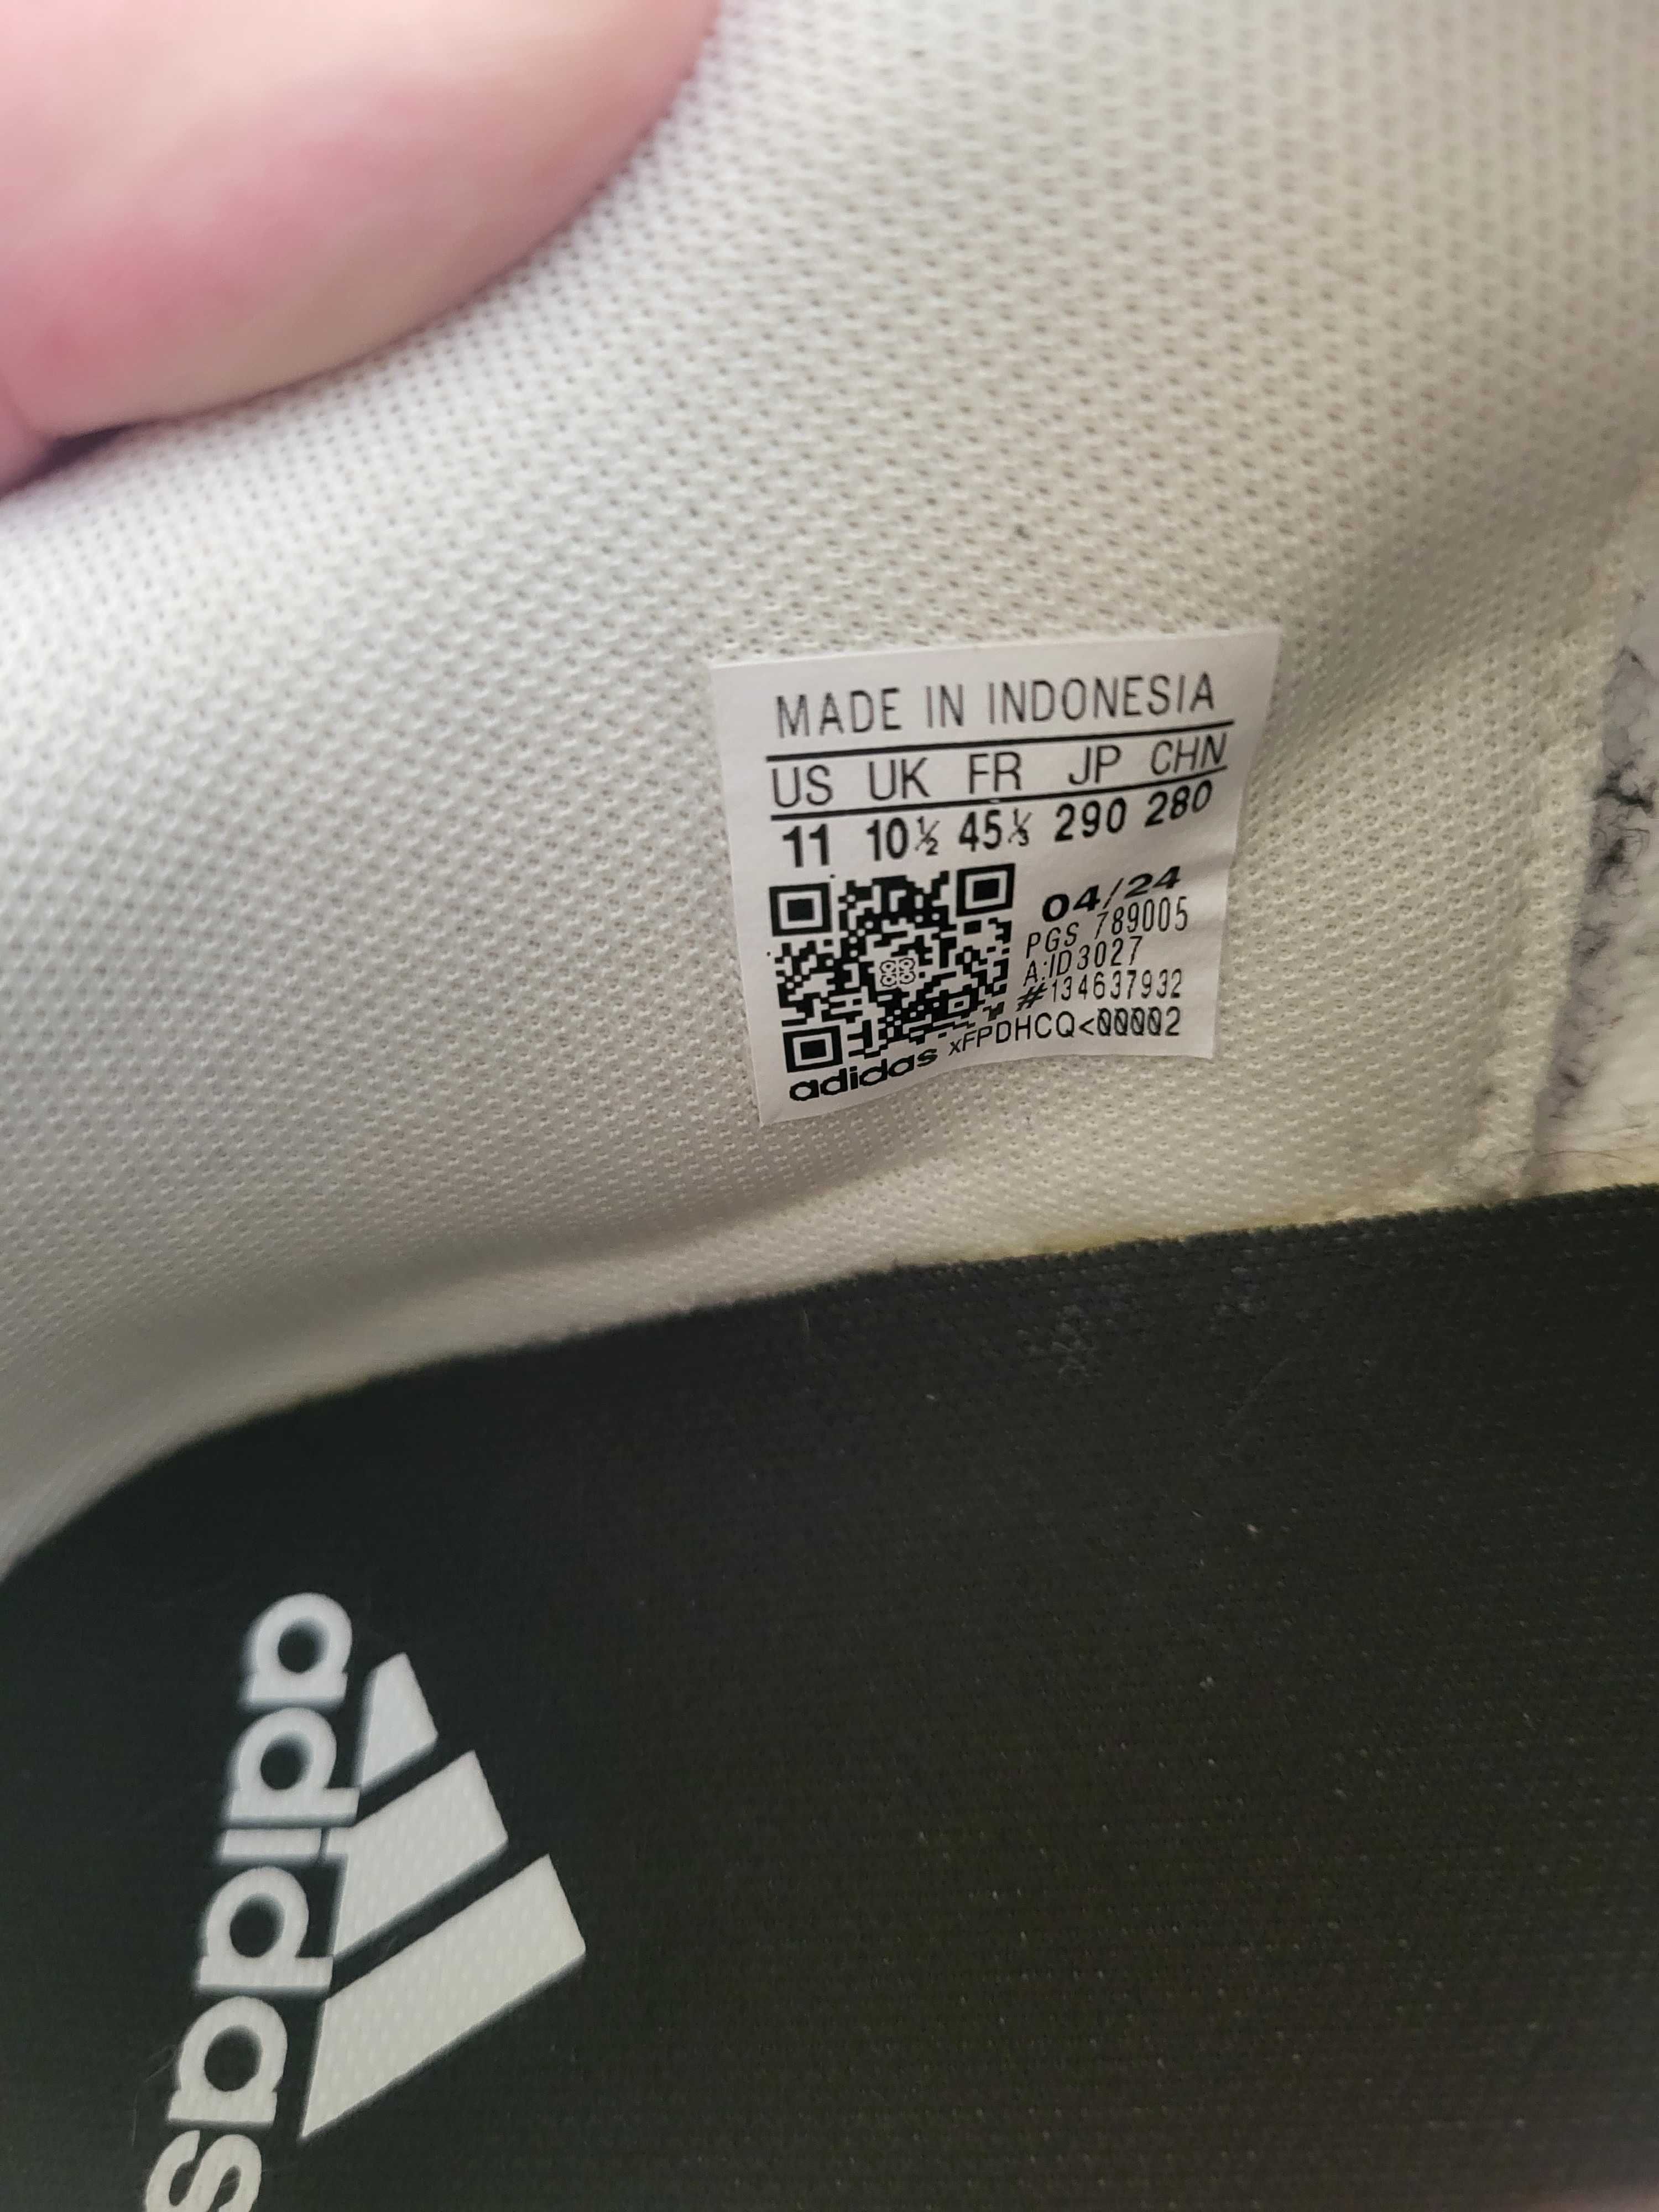 MADE IN INDONESIA
US UK FR JP CHN
11 10½ 45⅓ 290 280
04/24
PGS 789005
A:ID3027
#134637932
adidas xFPDHCQ<00002
adidas